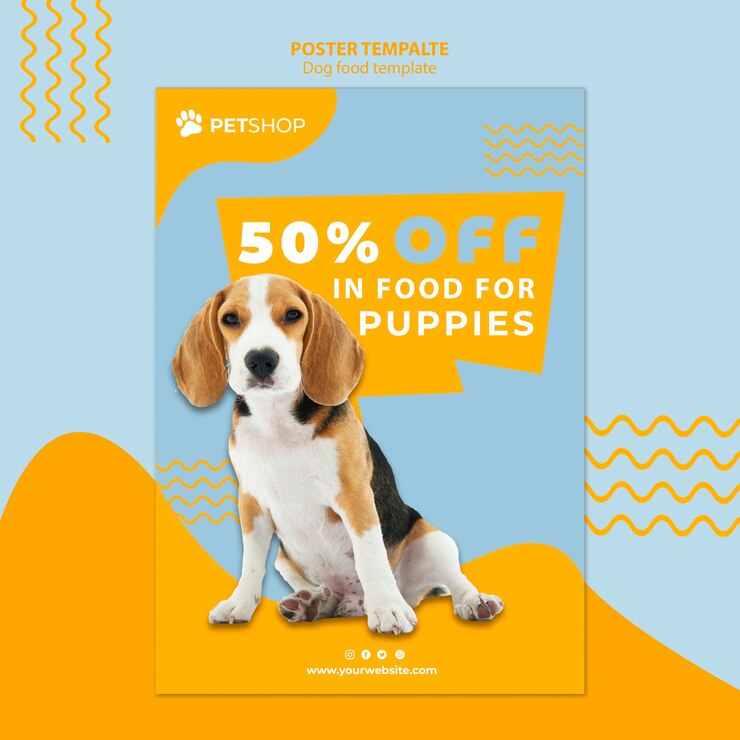 POSTER TEMPALTE
Dog food template
PETSHOP
50% OFF
IN FOOD FOR
PUPPIES
www.yourwebsite.com